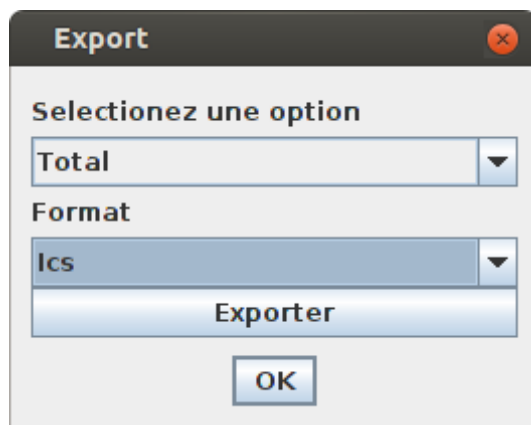 Export
Selectionez une option
Total
Format
Ics
Exporter
OK